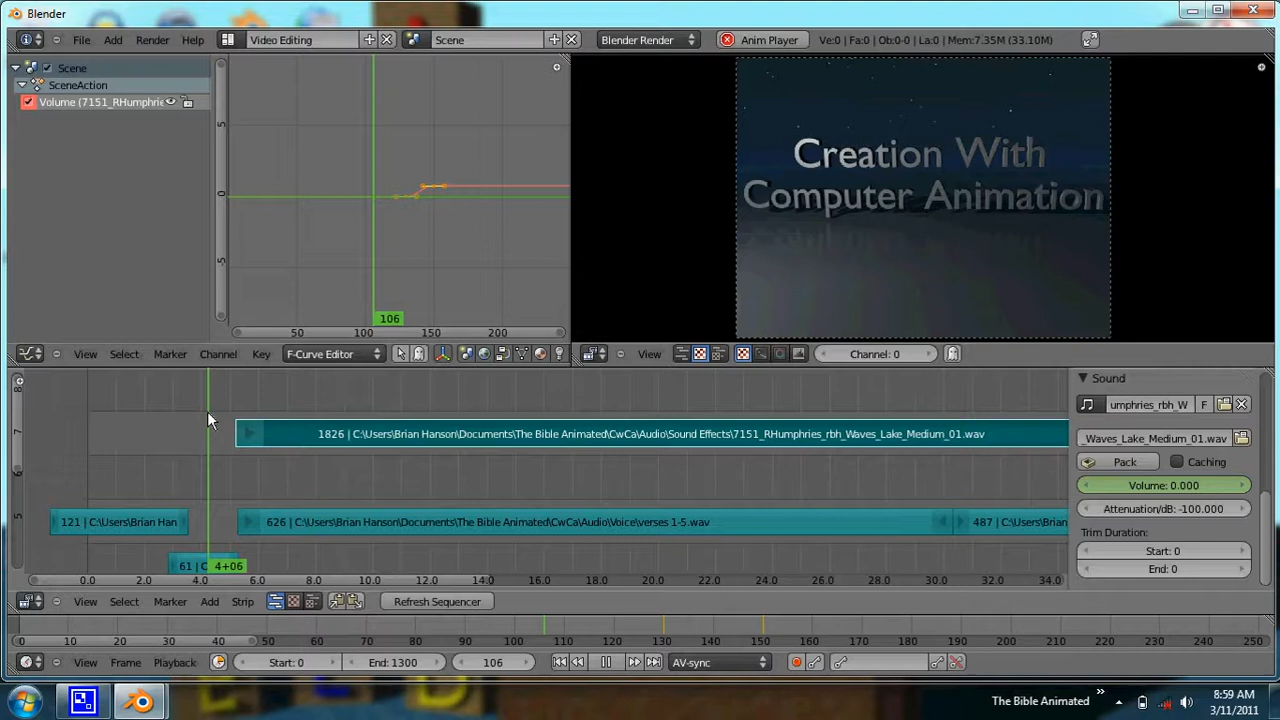 Blender
File Add Render Help Video Editing Scene Blender Render Anim Player Ve:0 | Fa:0 | Ob:0-0 | La:0 | Mem:7.35M (33.10M)
Scene
SceneAction
Volume (7151_RHumphrie
5
0
-5
106
50 100 150 200
Creation With
Computer Animation
View Select Marker Channel Key F-Curve Editor
View Channel: 0
8
7
6
5
1826 | C:\Users\Brian Hanson\Documents\The Bible Animated\CwCa\Audio\Sound Effects\7151_RHumphries_rbh_Waves_Lake_Medium_01.wav
121 | C:\Users\Brian Han
626 | C:\Users\Brian Hanson\Documents\The Bible Animated\CwCa\Audio\Voice\verses 1-5.wav
487 | C:\Users\Brian
61 | C
4+06
0.0 2.0 4.0 6.0 8.0 10.0 12.0 14.0 16.0 18.0 20.0 22.0 24.0 26.0 28.0 30.0 32.0 34.0
Sound
umphries_rbh_W F
_Waves_Lake_Medium_01.wav
Pack Caching
Volume: 0.000
Attenuation/dB: -100.000
Trim Duration:
Start: 0
End: 0
View Select Marker Add Strip Refresh Sequencer
0 10 20 30 40 50 60 70 80 90 100 110 120 130 140 150 160 170 180 190 200 210 220 230 240 250
View Frame Playback Start: 0 End: 1300 106 AV-sync
The Bible Animated
8:59 AM
3/11/2011